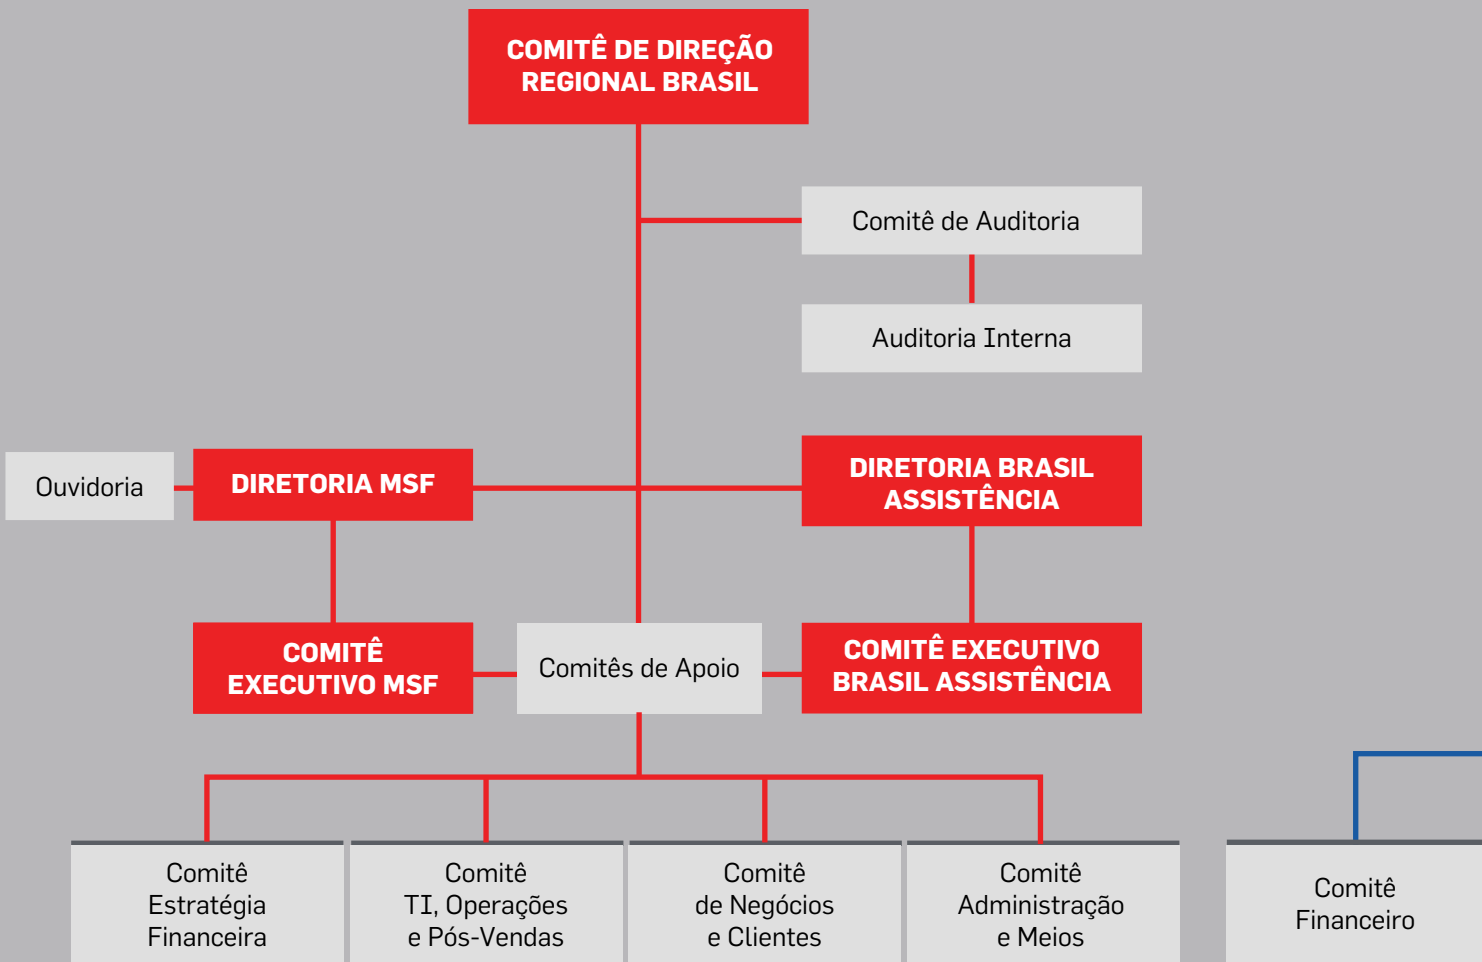 COMITÊ DE DIREÇÃO
REGIONAL BRASIL
Comitê de Auditoria
Auditoria Interna
Ouvidoria
DIRETORIA MSF
DIRETORIA BRASIL
ASSISTÊNCIA
COMITÊ
EXECUTIVO MSF
Comitês de Apoio
COMITÊ EXECUTIVO
BRASIL ASSISTÊNCIA
Comitê
Estratégia
Financeira
Comitê
TI, Operações
e Pós-Vendas
Comitê
de Negócios
e Clientes
Comitê
Administração
e Meios
Comitê
Financeiro